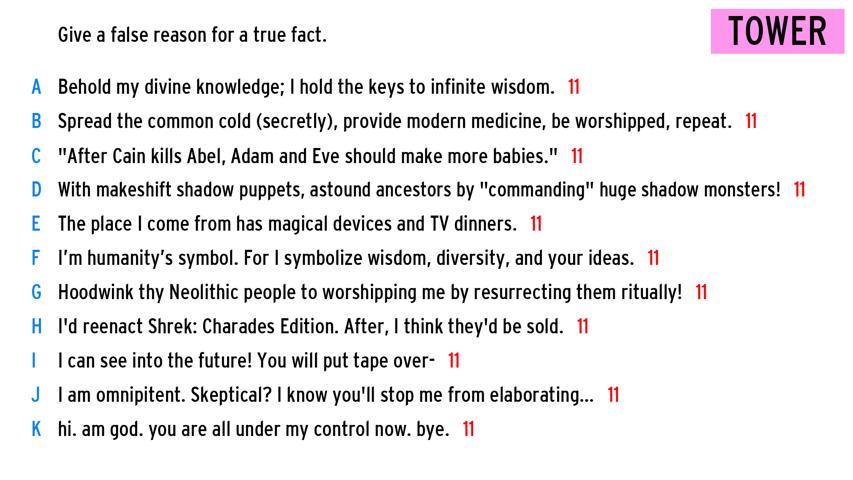 Give a false reason for a true fact.
TOWER
A Behold my divine knowledge; I hold the keys to infinite wisdom. 11
B Spread the common cold (secretly), provide modern medicine, be worshipped, repeat. 11
C "After Cain kills Abel, Adam and Eve should make more babies." 11
D With makeshift shadow puppets, astound ancestors by "commanding" huge shadow monsters! 11
E The place I come from has magical devices and TV dinners. 11
F I'm humanity’s symbol. For I symbolize wisdom, diversity, and your ideas. 11
G Hoodwink thy Neolithic people to worshipping me by resurrecting them ritually! 11
H I'd reenact Shrek: Charades Edition. After, I think they'd be sold. 11
I I can see into the future! You will put tape over- 11
J I am omnipitent. Skeptical? I know you'll stop me from elaborating... 11
K hi. am god. you are all under my control now. bye. 11